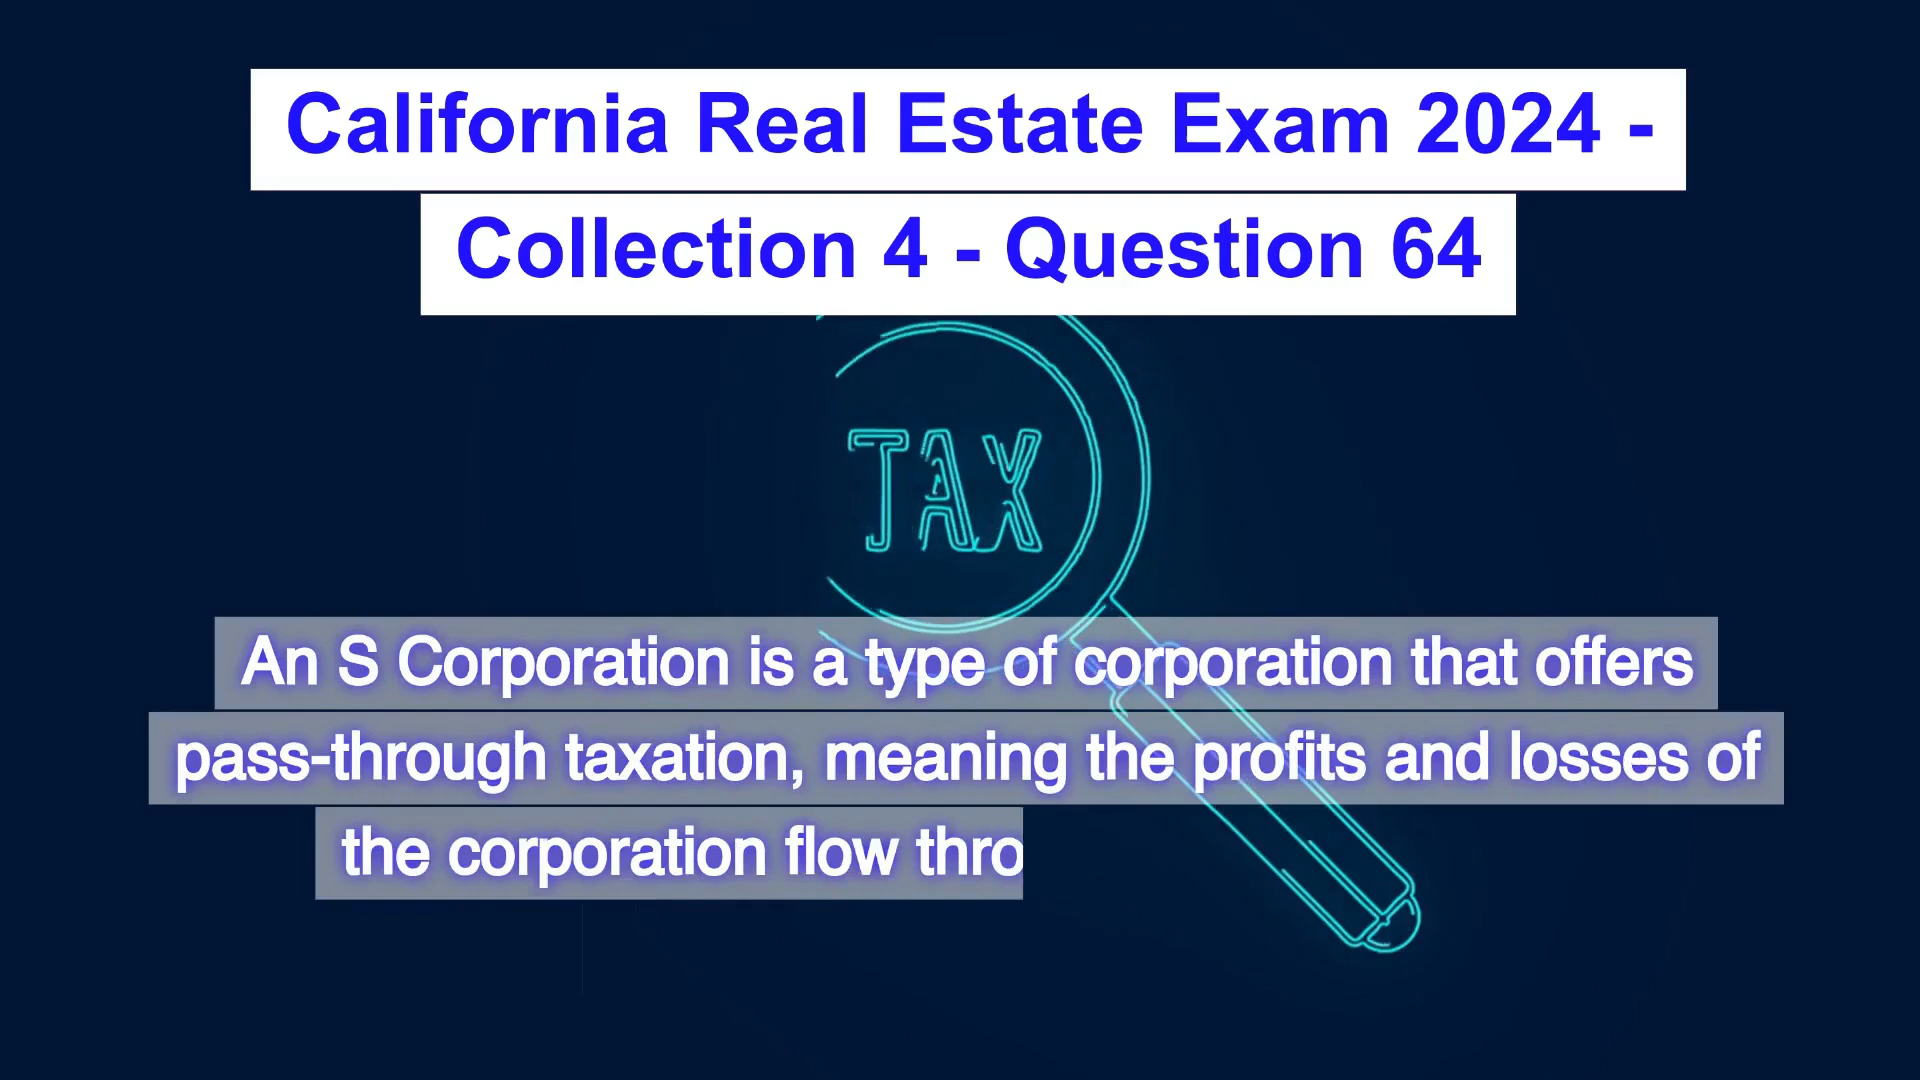 California Real Estate Exam 2024 -
Collection 4 - Question 64
TAX
An S Corporation is a type of corporation that offers
pass-through taxation, meaning the profits and losses of
the corporation flow thro